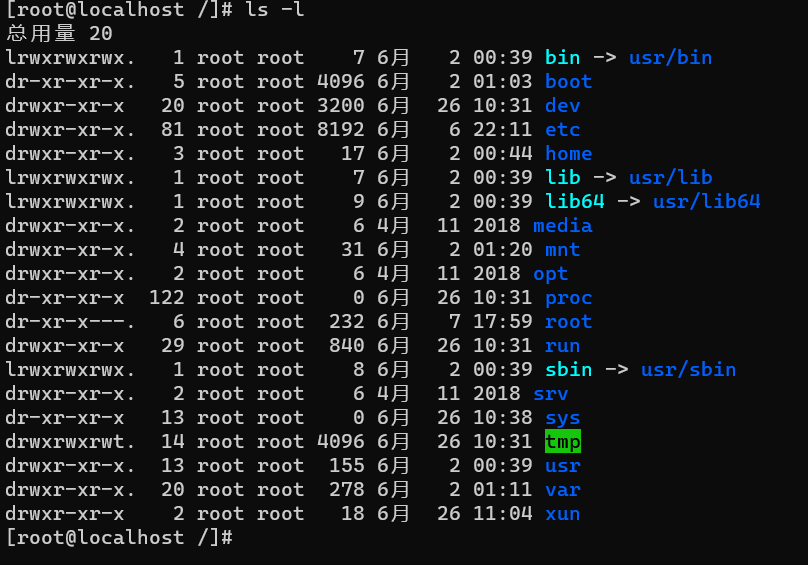 [root@localhost /]# ls -l
总用量 20
lrwxrwxrwx.   1 root root    7 6月   2 00:39 bin -> usr/bin
dr-xr-xr-x.   5 root root 4096 6月   2 01:03 boot
drwxr-xr-x   20 root root 3200 6月  26 10:31 dev
drwxr-xr-x.  81 root root 8192 6月   6 22:11 etc
drwxr-xr-x.   3 root root   17 6月   2 00:44 home
lrwxrwxrwx.   1 root root    7 6月   2 00:39 lib -> usr/lib
lrwxrwxrwx.   1 root root    9 6月   2 00:39 lib64 -> usr/lib64
drwxr-xr-x.   2 root root    6 4月  11 2018 media
drwxr-xr-x.   4 root root   31 6月   2 01:20 mnt
drwxr-xr-x.   2 root root    6 4月  11 2018 opt
dr-xr-xr-x  122 root root    0 6月  26 10:31 proc
dr-xr-x---.   6 root root  232 6月   7 17:59 root
drwxr-xr-x   29 root root  840 6月  26 10:31 run
lrwxrwxrwx.   1 root root    8 6月   2 00:39 sbin -> usr/sbin
drwxr-xr-x.   2 root root    6 4月  11 2018 srv
dr-xr-xr-x   13 root root    0 6月  26 10:38 sys
drwxrwxrwt.  14 root root 4096 6月  26 10:31 tmp
drwxr-xr-x.  13 root root  155 6月   2 00:39 usr
drwxr-xr-x.  20 root root  278 6月   2 01:11 var
drwxr-xr-x    2 root root   18 6月  26 11:04 xun
[root@localhost /]#